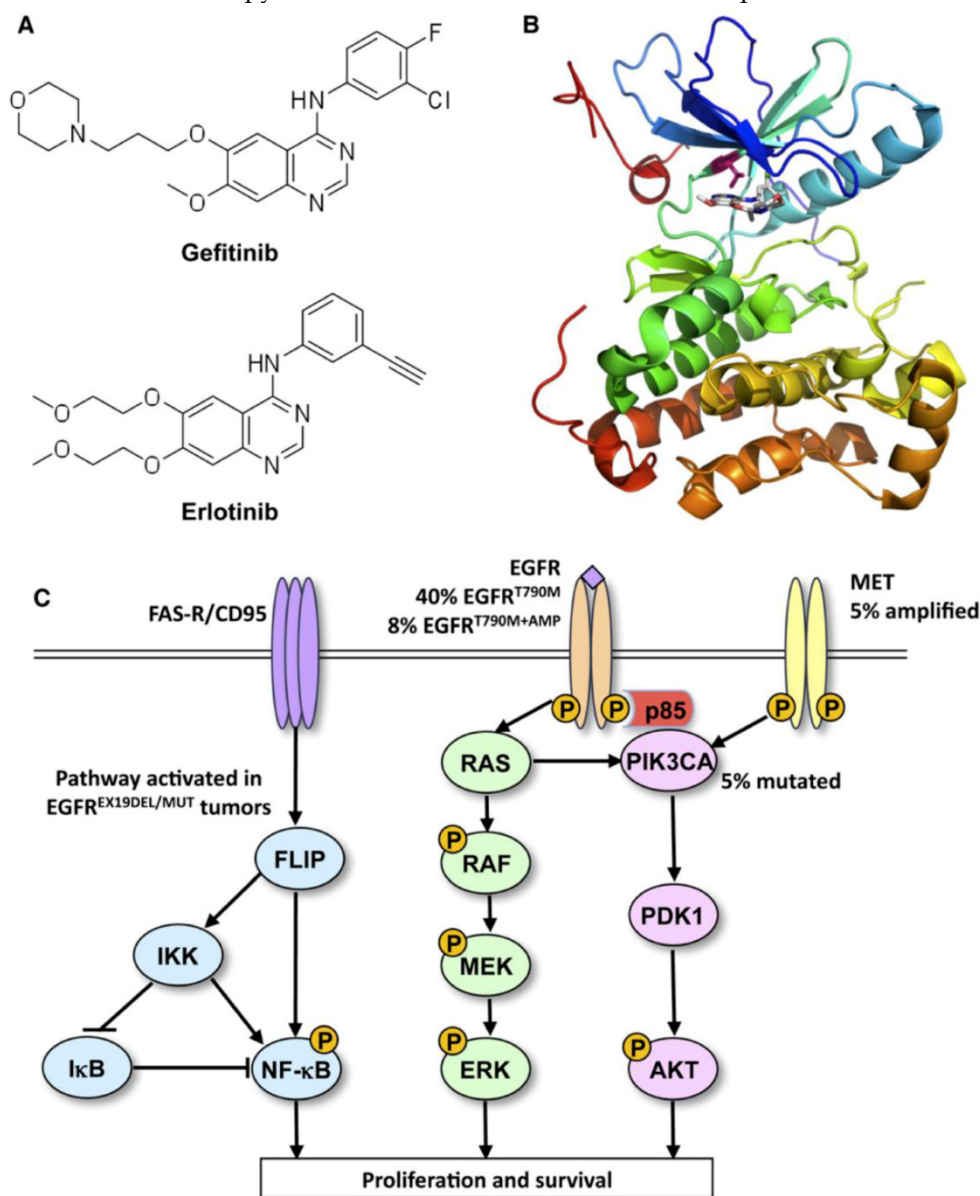 A
F
HN
Cl
O
N
O
N
O
N
Gefitinib
HN
O
O
N
O
O
N
Erlotinib
B
C
FAS-R/CD95
EGFR
40% EGFRT790M
8% EGFRT790M+AMP
MET
5% amplified
P
P
p85
P
P
RAS
PIK3CA
5% mutated
Pathway activated in
EGFREX19DEL/MUT tumors
FLIP
P
RAF
PDK1
IKK
P
MEK
IκB
P
NF-κB
P
ERK
P
AKT
Proliferation and survival